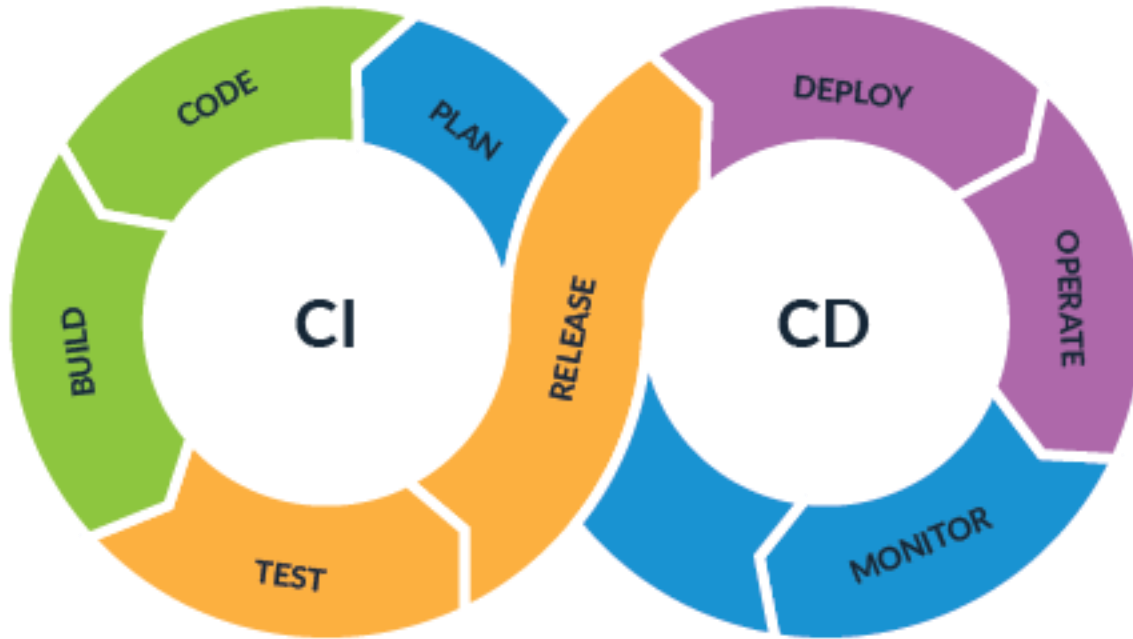 PLAN
CODE
BUILD
TEST
RELEASE
DEPLOY
OPERATE
MONITOR
CI
CD